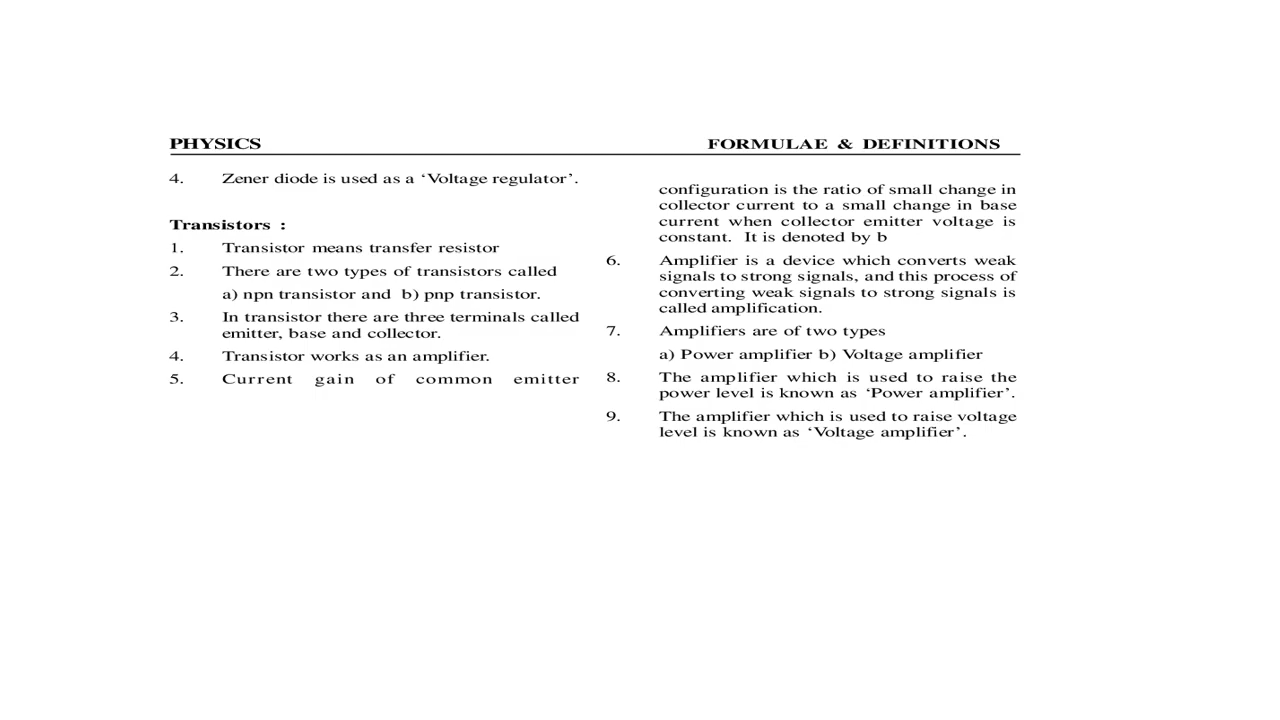 PHYSICS FORMULAE & DEFINITIONS
4. Zener diode is used as a ‘Voltage regulator’.
Transistors :
1. Transistor means transfer resistor
2. There are two types of transistors called
a) npn transistor and b) pnp transistor.
3. In transistor there are three terminals called
emitter, base and collector.
4. Transistor works as an amplifier.
5. Current gain of common emitter
configuration is the ratio of small change in
collector current to a small change in base
current when collector emitter voltage is
constant. It is denoted by b
6. Amplifier is a device which converts weak
signals to strong signals, and this process of
converting weak signals to strong signals is
called amplification.
7. Amplifiers are of two types
a) Power amplifier b) Voltage amplifier
8. The amplifier which is used to raise the
power level is known as ‘Power amplifier’.
9. The amplifier which is used to raise voltage
level is known as ‘Voltage amplifier’.